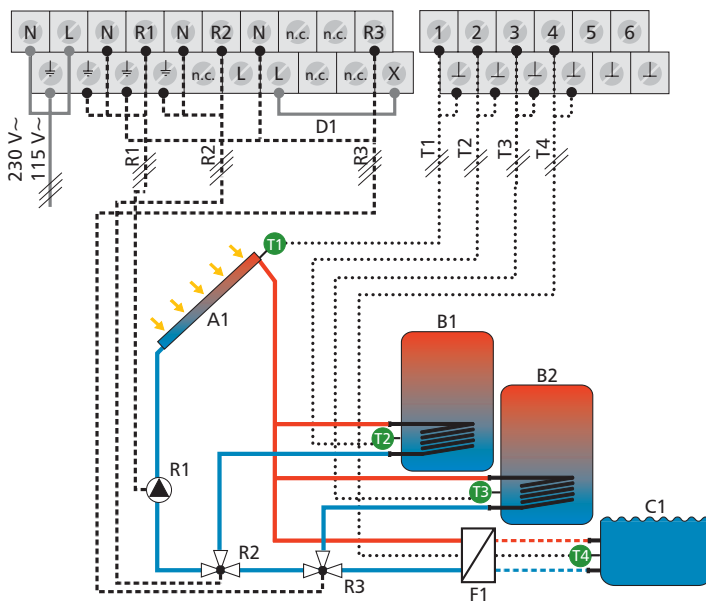 N L N R1 N R2 N n.c. n.c. R3 1 2 3 4 5 6
n.c. L L n.c. n.c. X
D1
230 V~
115 V~
R1
R2
R3
T1
T2
T3
T4
T1
A1
B1
B2
T2
T3
R1
C1
R2
R3
T4
F1